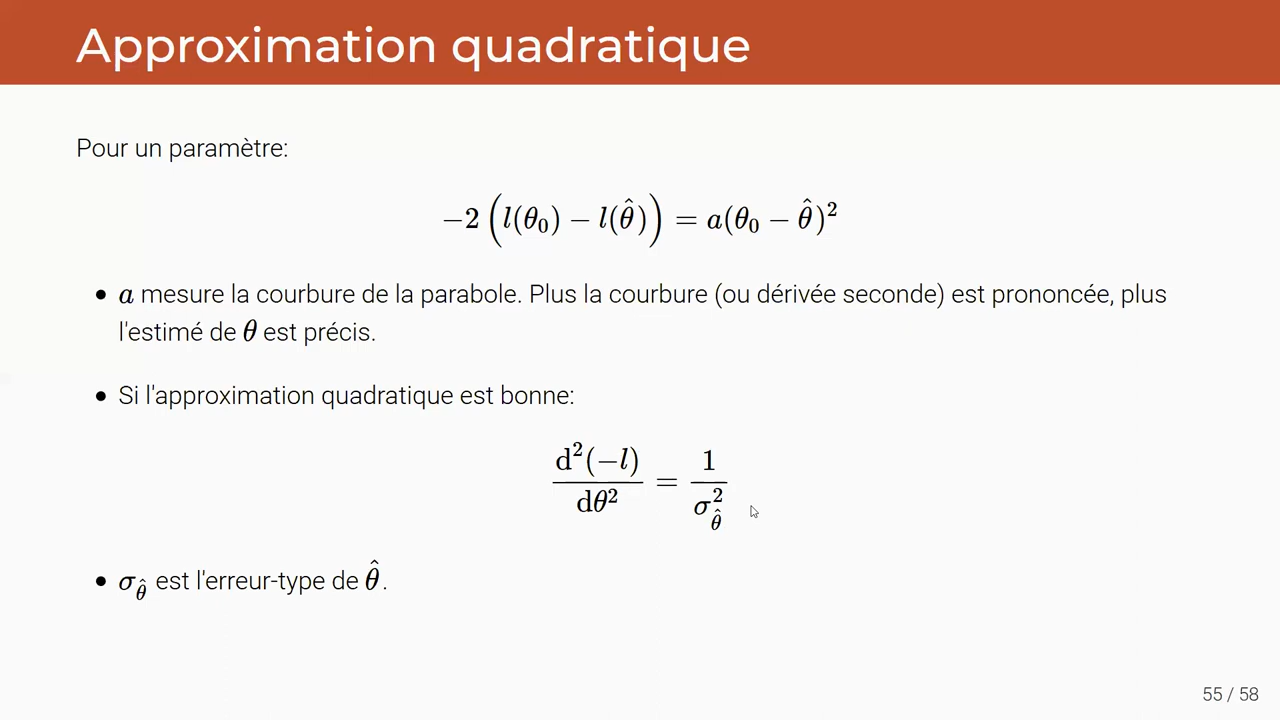 Approximation quadratique
Pour un paramètre:
−2 (l(θ₀) − l(θ̂)) = a(θ₀ − θ̂)²
• a mesure la courbure de la parabole. Plus la courbure (ou dérivée seconde) est prononcée, plus
l'estimé de θ est précis.
• Si l'approximation quadratique est bonne:
d²(−l)/dθ² = 1/σ²_θ̂
• σ_θ̂ est l'erreur-type de θ̂.
55 / 58